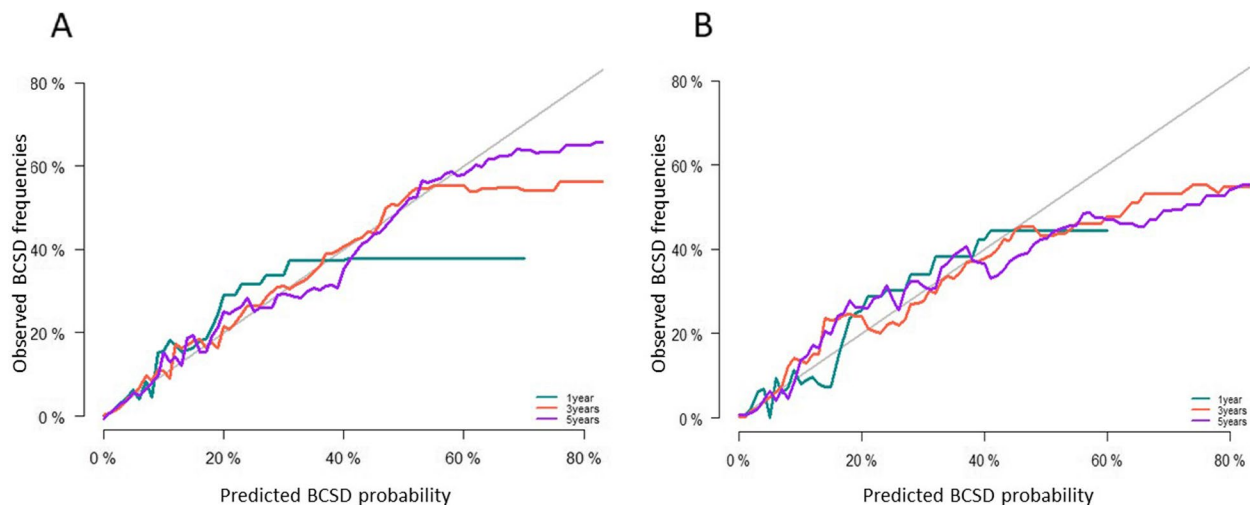 A
80 %
60 %
40 %
20 %
0 %
Observed BCSD frequencies
1year
3years
5years
0 %
20 %
40 %
60 %
80 %
Predicted BCSD probability
B
80 %
60 %
40 %
20 %
0 %
Observed BCSD frequencies
1year
3years
5years
0 %
20 %
40 %
60 %
80 %
Predicted BCSD probability